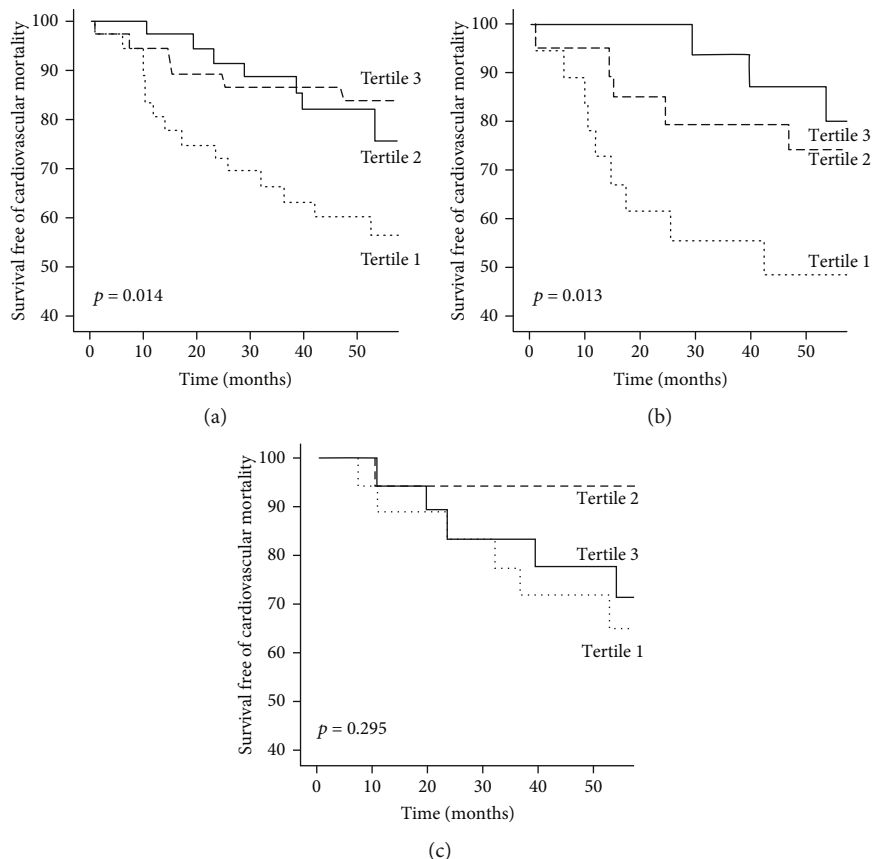 Survival free of cardiovascular mortality
100
90
80
70
60
50
40
Tertile 3
Tertile 2
Tertile 1
p = 0.014
0 10 20 30 40 50
Time (months)
(a)
Survival free of cardiovascular mortality
100
90
80
70
60
50
40
Tertile 3
Tertile 2
Tertile 1
p = 0.013
0 10 20 30 40 50
Time (months)
(b)
Survival free of cardiovascular mortality
100
90
80
70
60
50
40
Tertile 2
Tertile 3
Tertile 1
p = 0.295
0 10 20 30 40 50
Time (months)
(c)